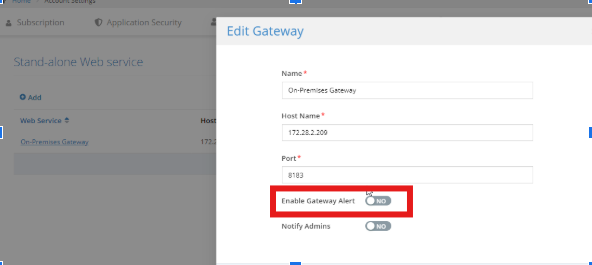 Home Account Settings
Subscription Application Security
Stand-alone Web service
Add
Web Service Host
On-Premises Gateway 172.2
Edit Gateway
Name*
On-Premises Gateway
Host Name*
172.28.2.209
Port*
8183
Enable Gateway Alert NO
Notify Admins NO